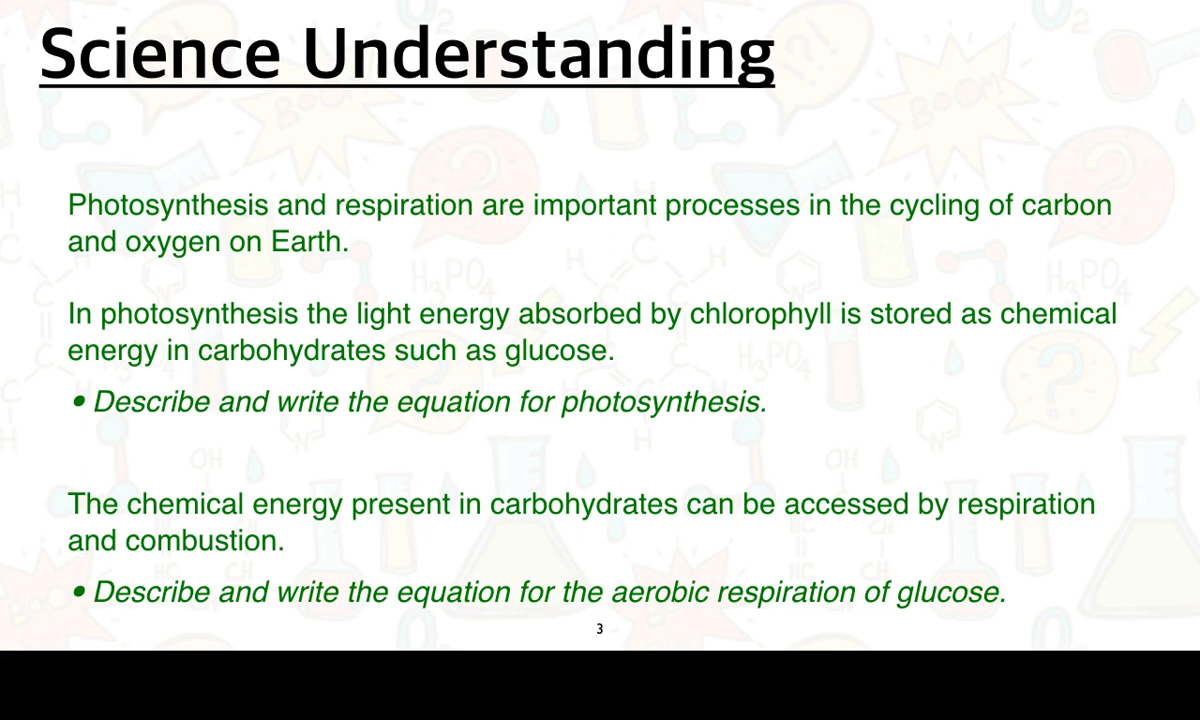 Science Understanding
Photosynthesis and respiration are important processes in the cycling of carbon
and oxygen on Earth.
In photosynthesis the light energy absorbed by chlorophyll is stored as chemical
energy in carbohydrates such as glucose.
• Describe and write the equation for photosynthesis.
The chemical energy present in carbohydrates can be accessed by respiration
and combustion.
• Describe and write the equation for the aerobic respiration of glucose.
3